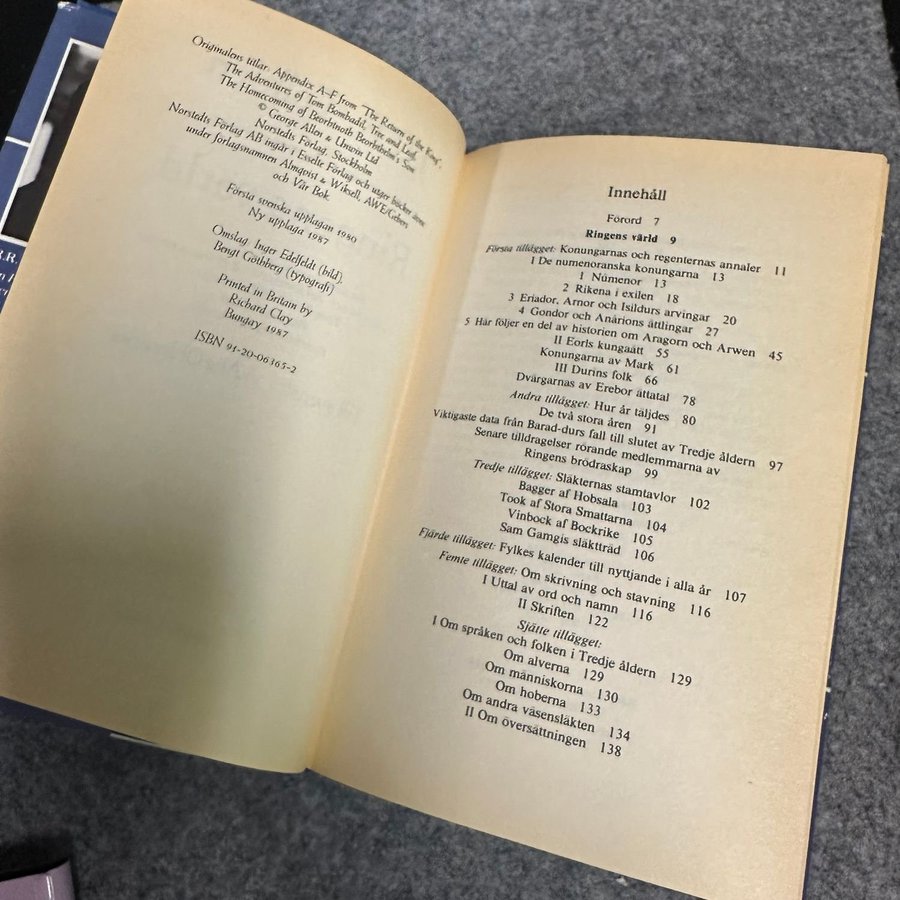 Originalens titlar: Appendix A–F from "The Return of the King",
The Adventures of Tom Bombadil, Tree and Leaf,
The Homecoming of Beorhtnoth Beorhthelm's Son
© George Allen & Unwin Ltd
Norstedts Förlag, Stockholm
Norstedts Förlag AB ingår i Esselte Förlag och utger böcker även
under förlagsnamnen Almqvist & Wiksell, AWE/Gebers
och Vår Bok.
Första svenska upplagan 1980
Ny upplaga 1987
Omslag: Inger Edelfeldt (bild),
Bengt Göthberg (typografi)
Printed in Britain by
Richard Clay
Bungay 1987
ISBN 91-20-06365-2
Innehåll
Förord 7
Ringens värld 9
Första tillägget: Konungarnas och regenternas annaler 11
I De numenoranska konungarna 13
1 Númenor 13
2 Rikena i exilen 18
3 Eriador, Arnor och Isildurs arvingar 20
4 Gondor och Anárions ättlingar 27
5 Här följer en del av historien om Aragorn och Arwen 45
II Eorls kungaätt 55
Konungarna av Mark 61
III Durins folk 66
Dvärgarnas av Erebor ättatal 78
Andra tillägget: Hur år täljdes 80
De två stora åren 91
Viktigaste data från Barad-durs fall till slutet av Tredje åldern 97
Senare tilldragelser rörande medlemmarna av
Ringens brödraskap 99
Tredje tillägget: Släkternas stamtavlor 102
Bagger af Hobsala 103
Took af Stora Smattarna 104
Vinbock af Bockrike 105
Sam Gamgis släktträd 106
Fjärde tillägget: Fylkes kalender till nyttjande i alla år 107
Femte tillägget: Om skrivning och stavning 116
I Uttal av ord och namn 116
II Skriften 122
Sjätte tillägget:
I Om språken och folken i Tredje åldern 129
Om alverna 129
Om människorna 130
Om hoberna 133
Om andra väsensläkten 134
II Om översättningen 138